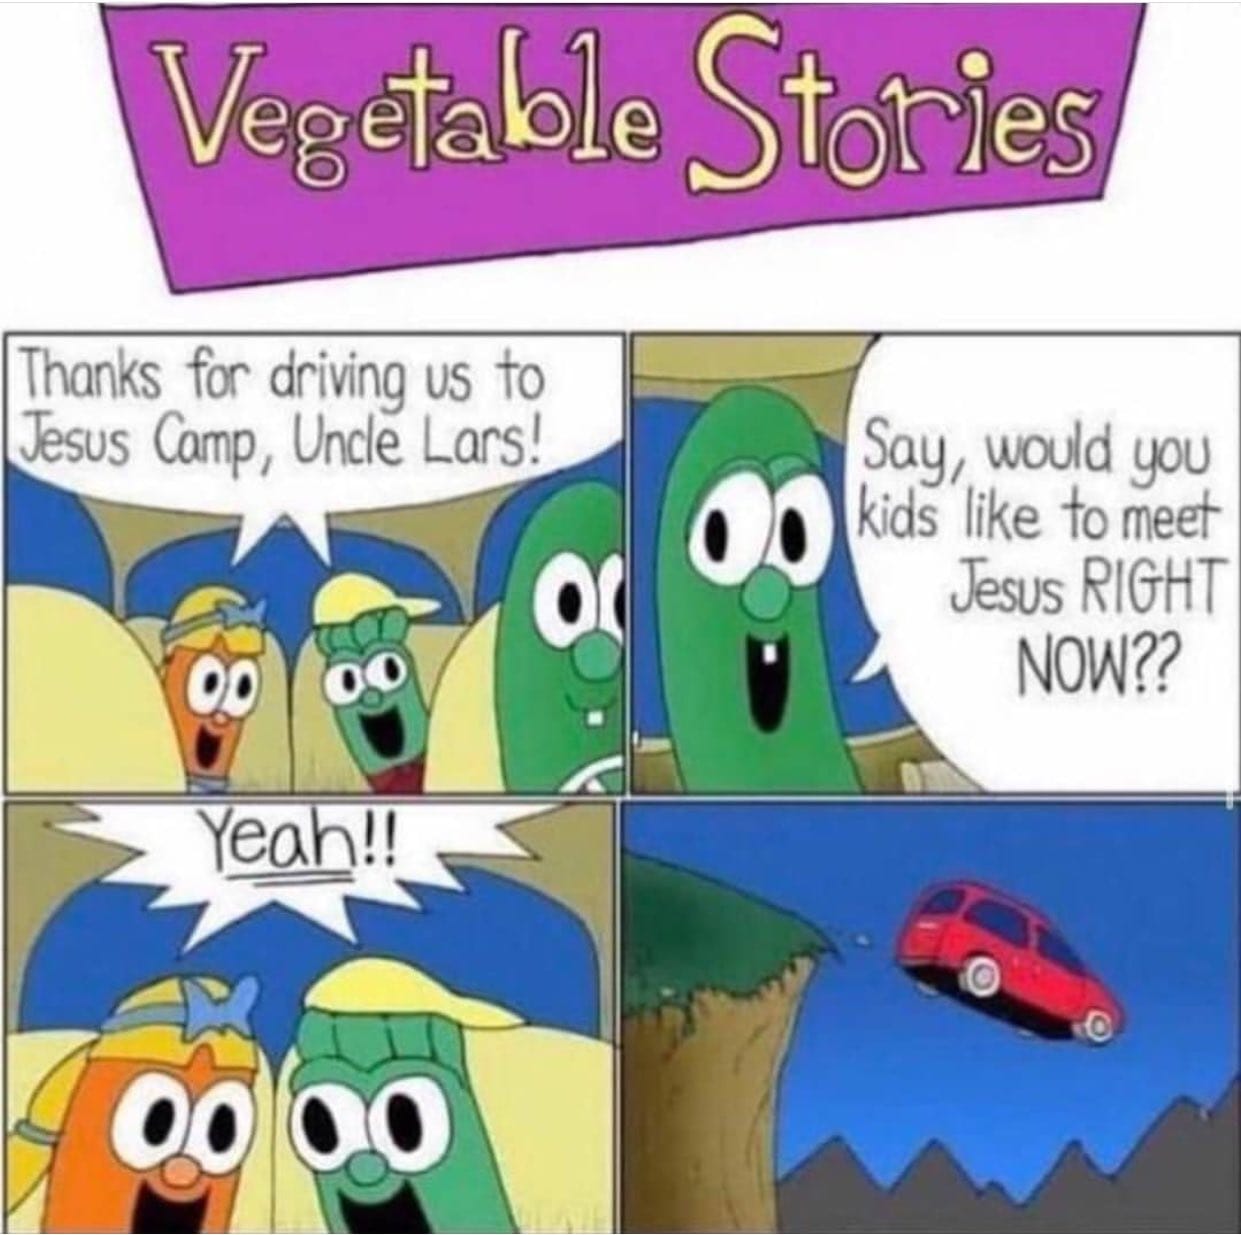 Vegetable Stories
Thanks for driving us to
Jesus Camp, Uncle Lars!
Say, would you
kids like to meet
Jesus RIGHT
NOW??
Yeah!!